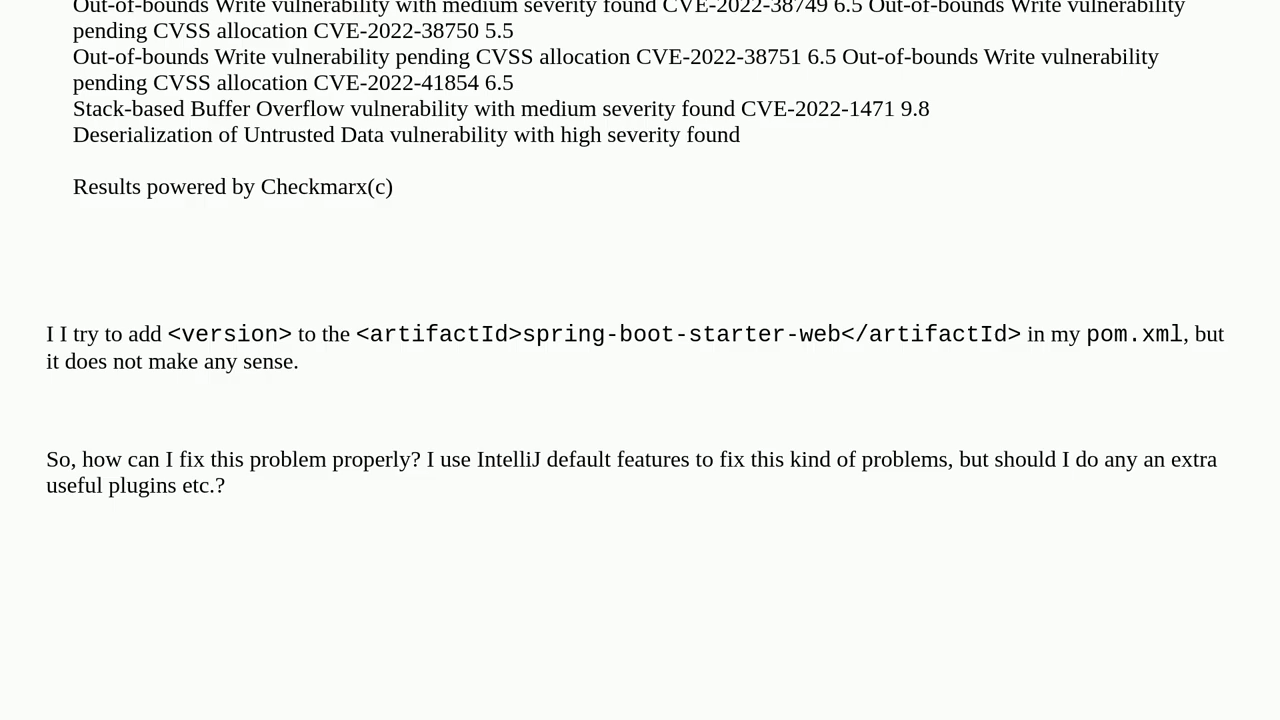 Out-of-bounds Write vulnerability with medium severity found CVE-2022-38749 6.5 Out-of-bounds Write vulnerability
pending CVSS allocation CVE-2022-38750 5.5
Out-of-bounds Write vulnerability pending CVSS allocation CVE-2022-38751 6.5 Out-of-bounds Write vulnerability
pending CVSS allocation CVE-2022-41854 6.5
Stack-based Buffer Overflow vulnerability with medium severity found CVE-2022-1471 9.8
Deserialization of Untrusted Data vulnerability with high severity found
Results powered by Checkmarx(c)
I I try to add <version> to the <artifactId>spring-boot-starter-web</artifactId> in my pom.xml, but
it does not make any sense.
So, how can I fix this problem properly? I use IntelliJ default features to fix this kind of problems, but should I do any an extra
useful plugins etc.?